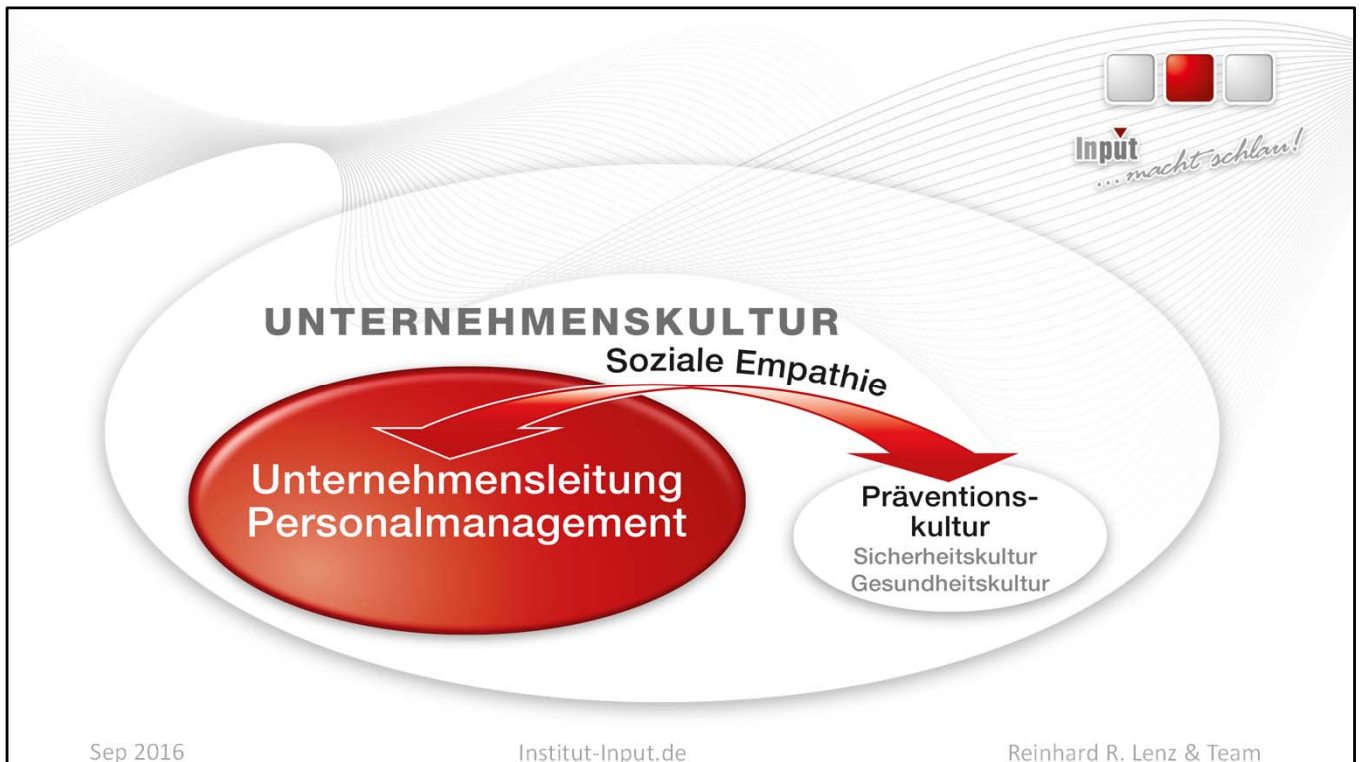 Input
... macht schlau!
UNTERNEHMENSKULTUR
Soziale Empathie
Unternehmensleitung
Personalmanagement
Präventions-
kultur
Sicherheitskultur
Gesundheitskultur
Sep 2016
Institut-Input.de
Reinhard R. Lenz & Team